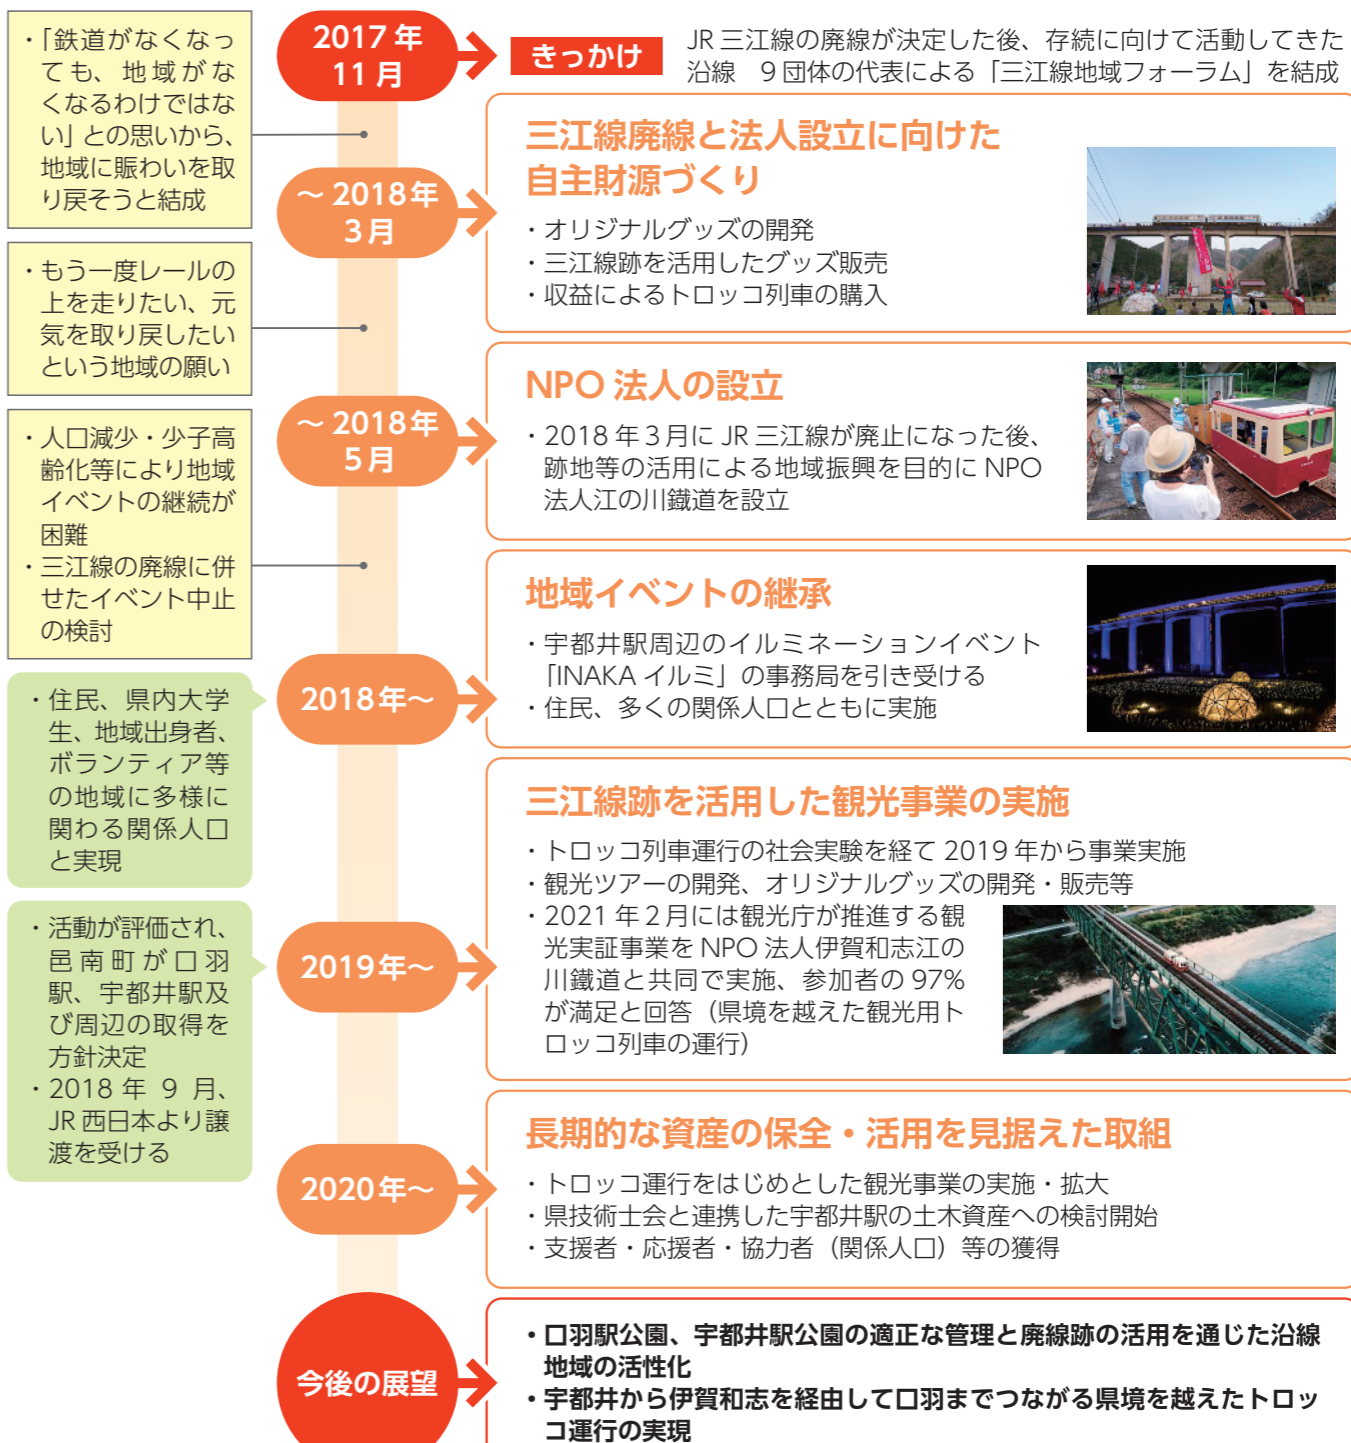 ・「鉄道がなくなっ
ても、地域がな
くなるわけではな
い」との思いから、
地域に賑わいを取
り戻そうと結成
2017年
11月
きっかけ
JR三江線の廃線が決定した後、存続に向けて活動してきた
沿線　9団体の代表による「三江線地域フォーラム」を結成
～2018年
3月
三江線廃線と法人設立に向けた
自主財源づくり
・オリジナルグッズの開発
・三江線跡を活用したグッズ販売
・収益によるトロッコ列車の購入
・もう一度レールの
上を走りたい、元
気を取り戻したい
という地域の願い
～2018年
5月
NPO法人の設立
・2018年3月にJR三江線が廃止になった後、
跡地等の活用による地域振興を目的にNPO
法人江の川鐵道を設立
・人口減少・少子高
齢化等により地域
イベントの継続が
困難
・三江線の廃線に併
せたイベント中止
の検討
2018年～
地域イベントの継承
・宇都井駅周辺のイルミネーションイベント
「INAKAイルミ」の事務局を引き受ける
・住民、多くの関係人口とともに実施
・住民、県内大学
生、地域出身者、
ボランティア等
の地域に多様に
関わる関係人口
と実現
2019年～
三江線跡を活用した観光事業の実施
・トロッコ列車運行の社会実験を経て2019年から事業実施
・観光ツアーの開発、オリジナルグッズの開発・販売等
・2021年2月には観光庁が推進する観
光実証事業をNPO法人伊賀和志江の
川鐵道と共同で実施、参加者の97%
が満足と回答（県境を越えた観光用ト
ロッコ列車の運行）
・活動が評価され、
邑南町が口羽
駅、宇都井駅及
び周辺の取得を
方針決定
・2018年9月、
JR西日本より譲
渡を受ける
2020年～
長期的な資産の保全・活用を見据えた取組
・トロッコ運行をはじめとした観光事業の実施・拡大
・県技術士会と連携した宇都井駅の土木資産への検討開始
・支援者・応援者・協力者（関係人口）等の獲得
今後の展望
・口羽駅公園、宇都井駅公園の適正な管理と廃線跡の活用を通じた沿線
地域の活性化
・宇都井から伊賀和志を経由して口羽までつながる県境を越えたトロッ
コ運行の実現